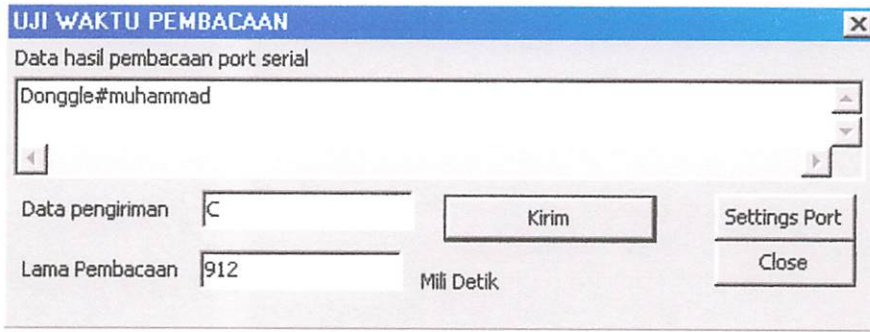 UJI WAKTU PEMBACAAN
Data hasil pembacaan port serial
Donggle#muhammad
Data pengiriman C Kirim Settings Port
Lama Pembacaan 912 Mili Detik Close